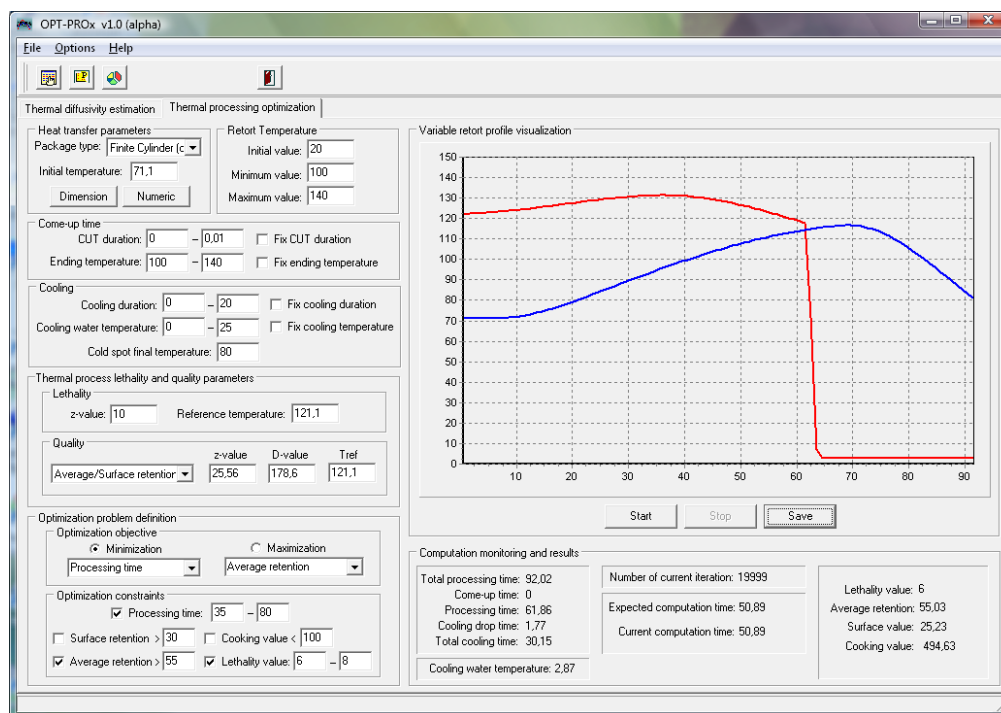 OPT-PROx v1.0 (alpha)
File Options Help
Thermal diffusivity estimation Thermal processing optimization
Heat transfer parameters
Package type: Finite Cylinder (c
Initial temperature: 71,1
Dimension Numeric
Retort Temperature
Initial value: 20
Minimum value: 100
Maximum value: 140
Come-up time
CUT duration: 0 – 0,01 Fix CUT duration
Ending temperature: 100 – 140 Fix ending temperature
Cooling
Cooling duration: 0 – 20 Fix cooling duration
Cooling water temperature: 0 – 25 Fix cooling temperature
Cold spot final temperature: 80
Thermal process lethality and quality parameters
Lethality
z-value: 10 Reference temperature: 121,1
Quality
z-value D-value Tref
Average/Surface retention 25,56 178,6 121,1
Optimization problem definition
Optimization objective
Minimization Maximization
Processing time Average retention
Optimization constraints
Processing time: 35 – 80
Surface retention > 30 Cooking value < 100
Average retention > 55 Lethality value: 6 – 8
Variable retort profile visualization
150
140
130
120
110
100
90
80
70
60
50
40
30
20
10
0
10 20 30 40 50 60 70 80 90
Start Stop Save
Computation monitoring and results
Total processing time: 92,02
Come-up time: 0
Processing time: 61,86
Cooling drop time: 1,77
Total cooling time: 30,15
Cooling water temperature: 2,87
Number of current iteration: 19999
Expected computation time: 50,89
Current computation time: 50,89
Lethality value: 6
Average retention: 55,03
Surface value: 25,23
Cooking value: 494,63